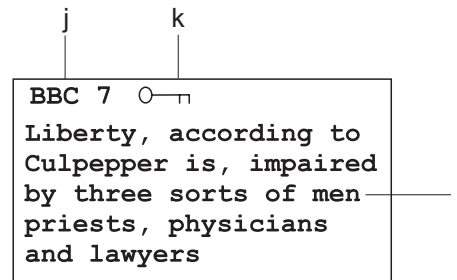 j k
BBC 7
Liberty, according to
Culpepper is, impaired
by three sorts of men
priests, physicians
and lawyers